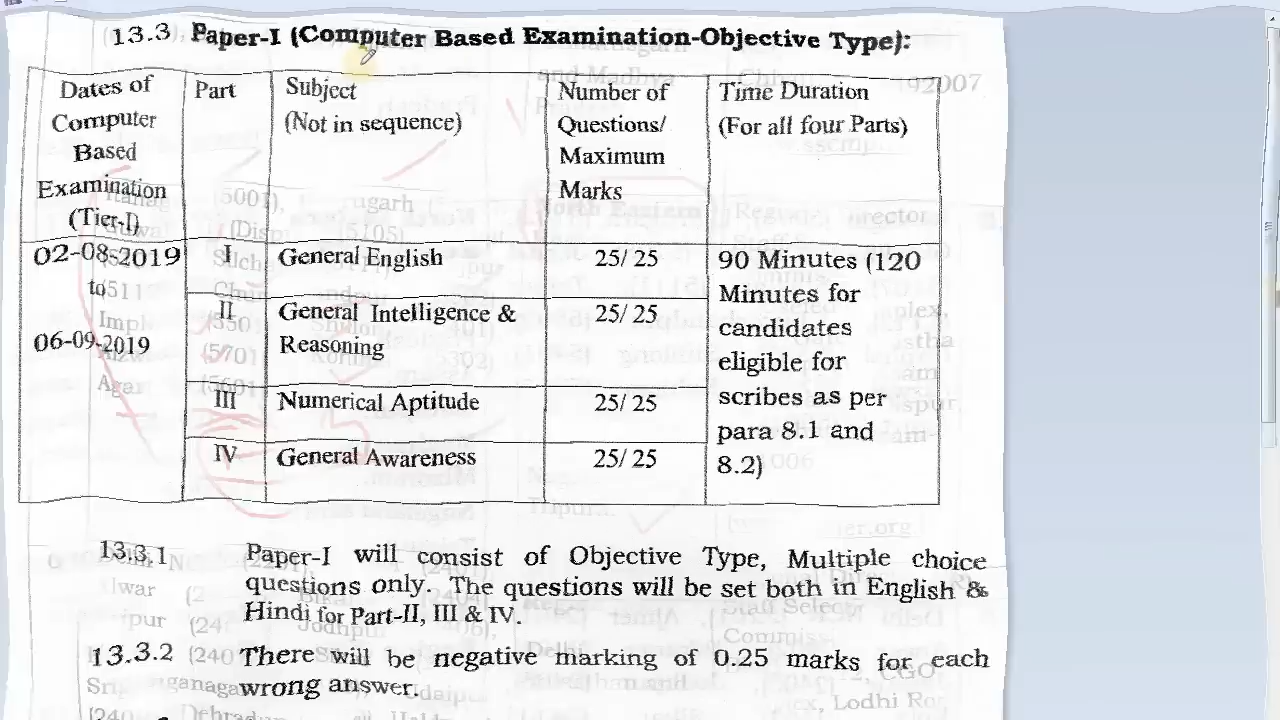 13.3 Paper-I (Computer Based Examination-Objective Type):
Dates of Computer Based Examination (Tier-I)
Part
Subject
(Not in sequence)
Number of Questions/ Maximum Marks
Time Duration
(For all four Parts)
02-08-2019
to
06-09-2019
I General English 25/25
II General Intelligence & Reasoning 25/25
III Numerical Aptitude 25/25
IV General Awareness 25/25
90 Minutes (120
Minutes for
candidates
eligible for
scribes as per
para 8.1 and
8.2)
13.3.1 Paper-I will consist of Objective Type, Multiple choice
questions only. The questions will be set both in English &
Hindi for Part-II, III & IV.
13.3.2 There will be negative marking of 0.25 marks for each
wrong answer.